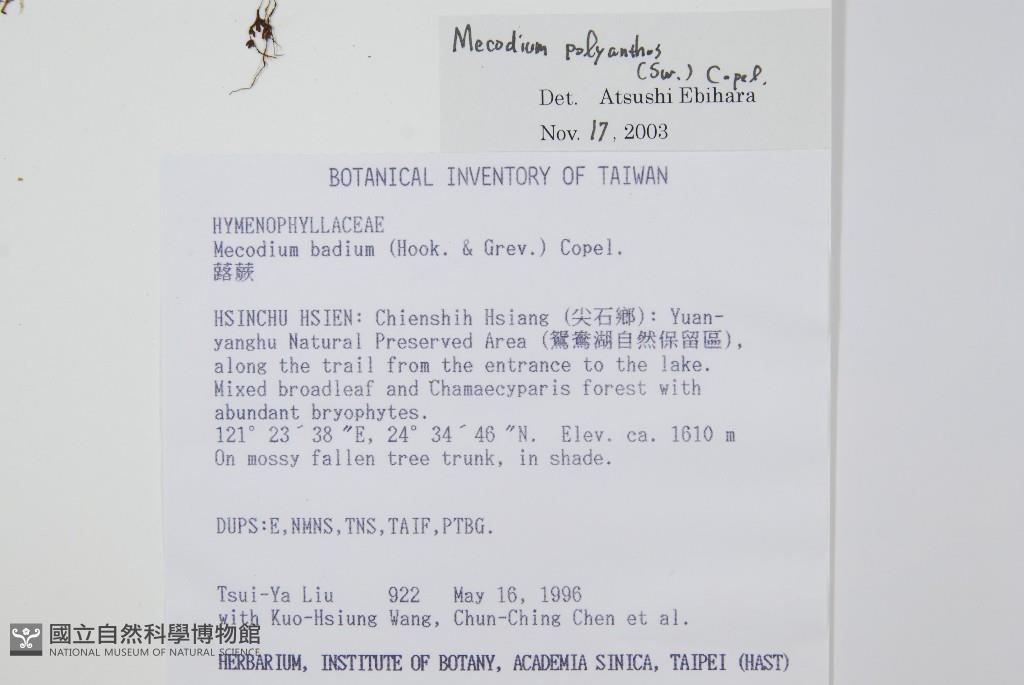 Mecodium polyanthos
(Sw.) Copel.
Det. Atsushi Ebihara
Nov. 17, 2003
BOTANICAL INVENTORY OF TAIWAN
HYMENOPHYLLACEAE
Mecodium badium (Hook. & Grev.) Copel.
蕗蕨
HSINCHU HSIEN: Chienshih Hsiang (尖石鄉): Yuan-
yanghu Natural Preserved Area (鴛鴦湖自然保留區),
along the trail from the entrance to the lake.
Mixed broadleaf and Chamaecyparis forest with
abundant bryophytes.
121° 23´38 ″E, 24° 34´46 ″N. Elev. ca. 1610 m
On mossy fallen tree trunk, in shade.
DUPS:E,NMNS,TNS,TAIF,PTBG.
Tsui-Ya Liu 922 May 16, 1996
with Kuo-Hsiung Wang, Chun-Ching Chen et al.
HERBARIUM, INSTITUTE OF BOTANY, ACADEMIA SINICA, TAIPEI (HAST)
國立自然科學博物館
NATIONAL MUSEUM OF NATURAL SCIENCE